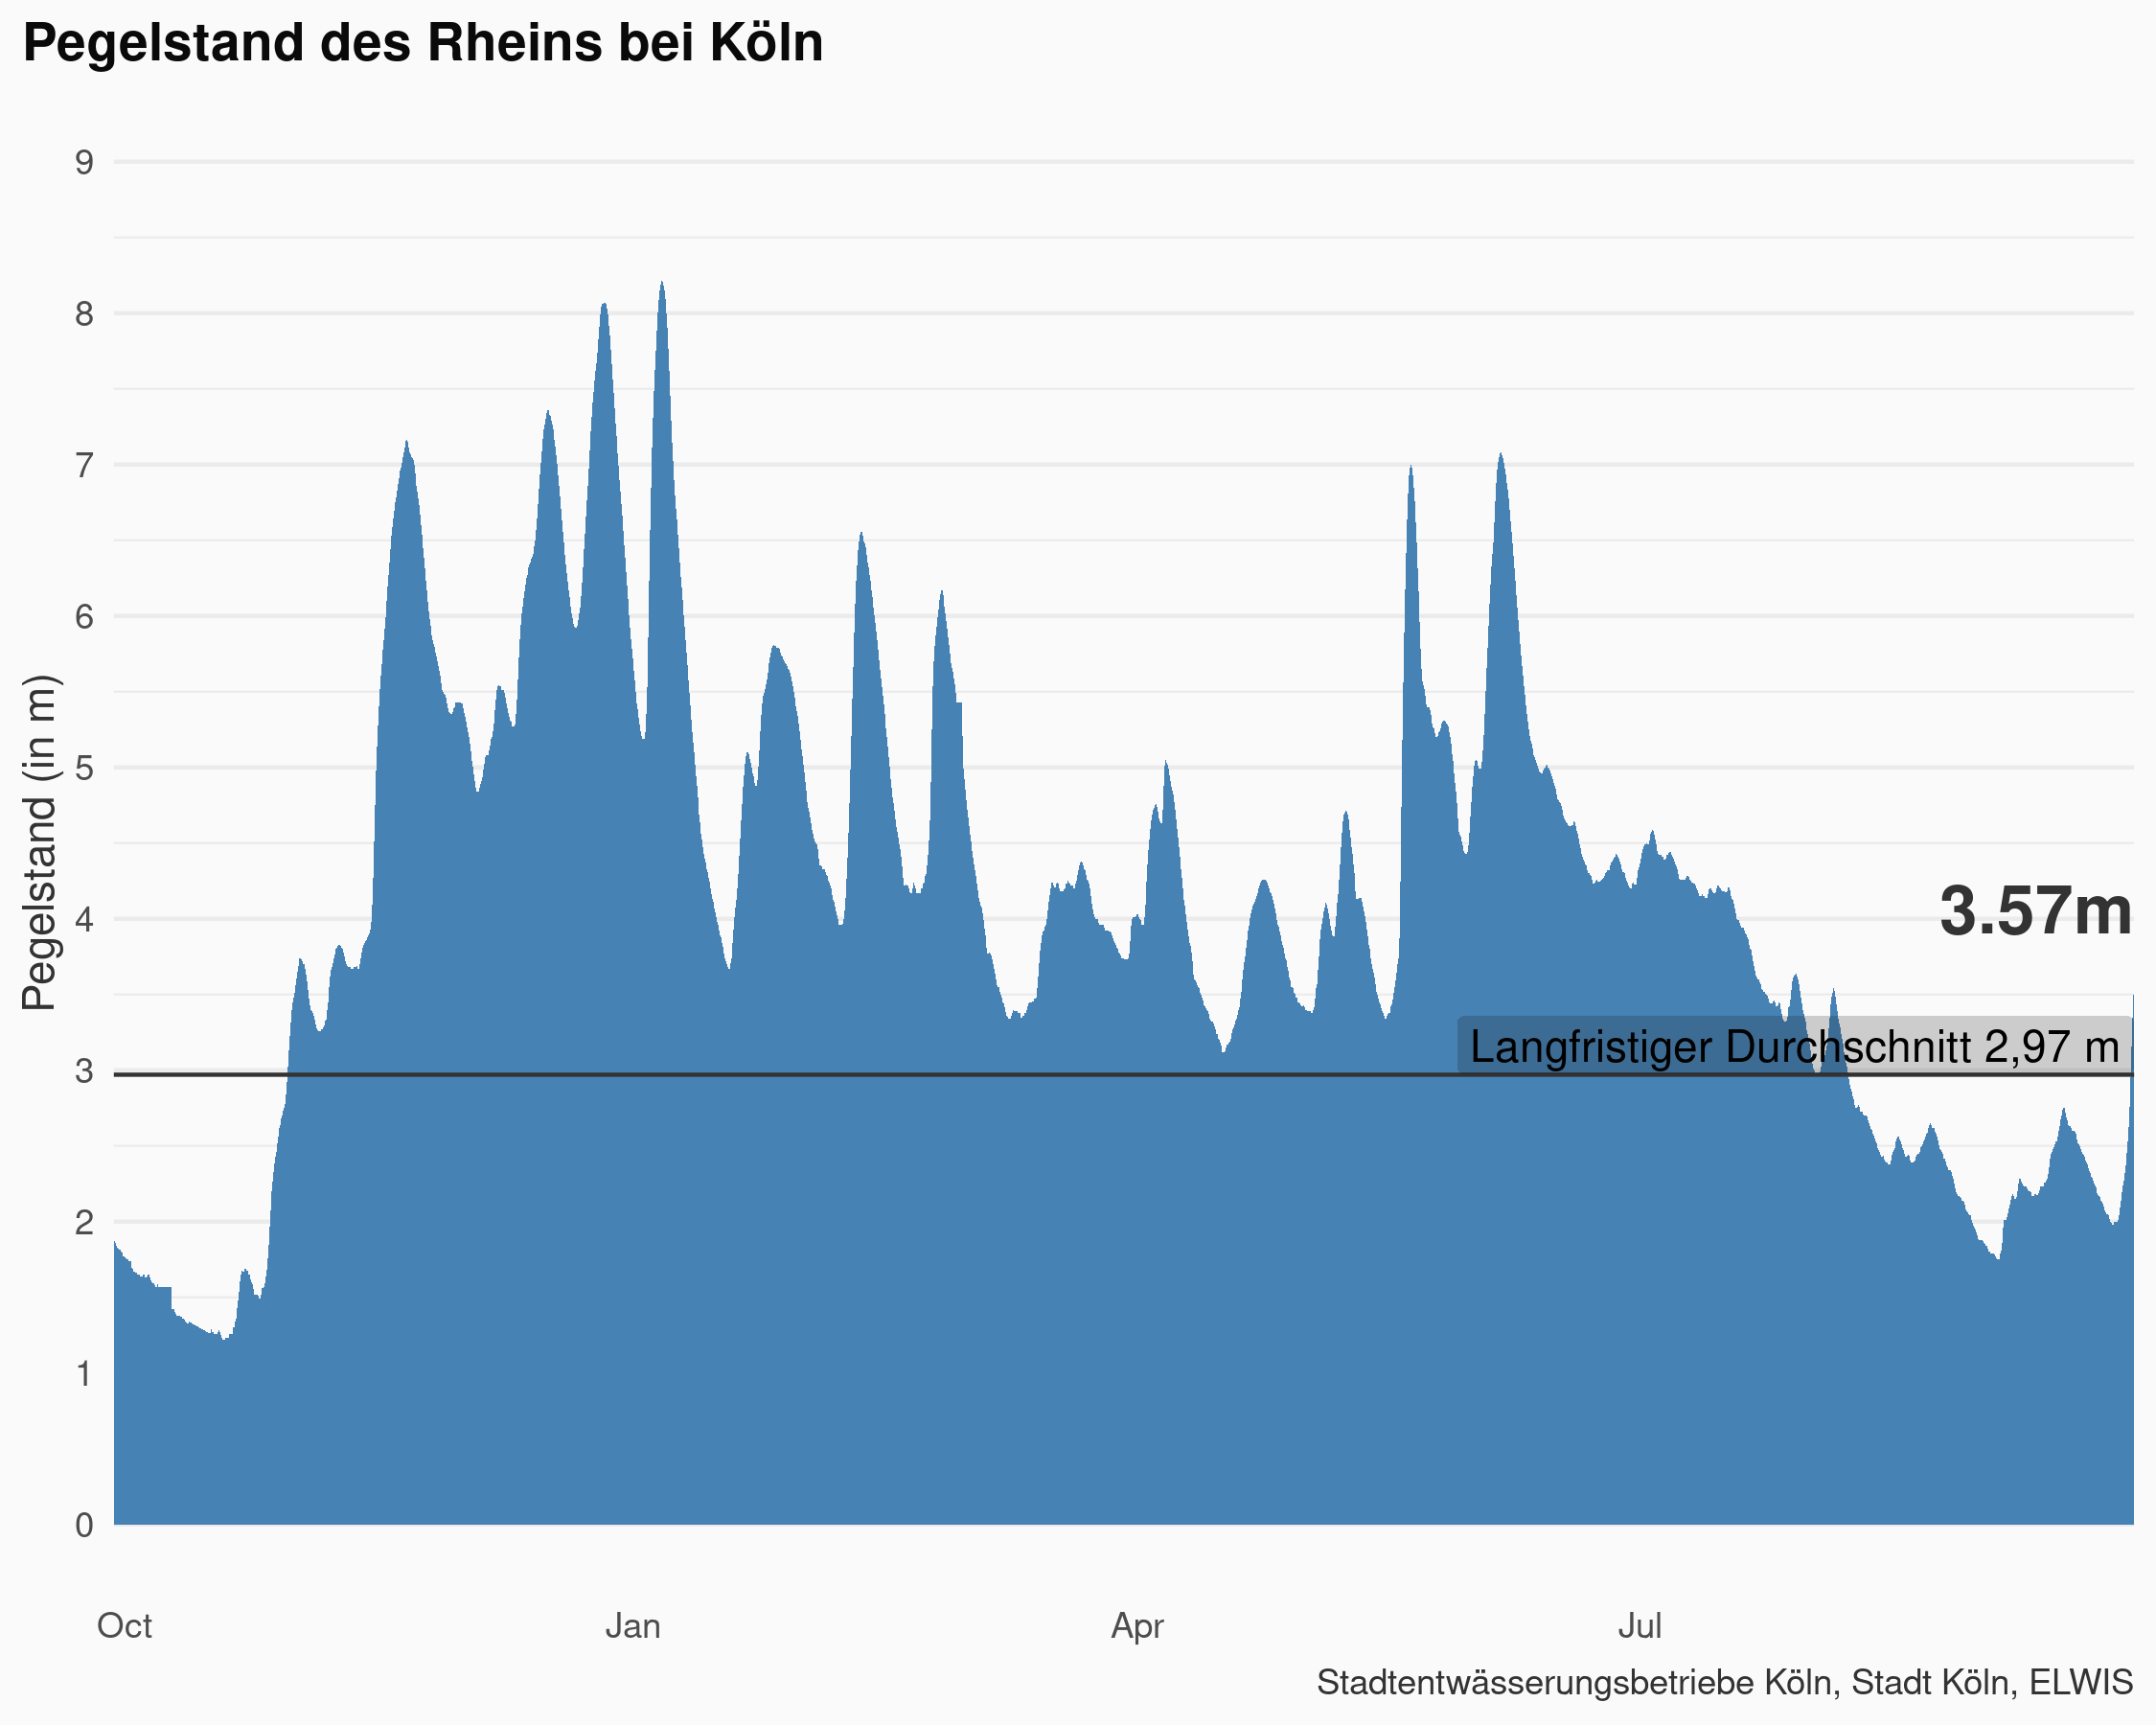 Pegelstand des Rheins bei Köln
9
8
7
6
5
4
3
2
1
0
Pegelstand (in m)
3.57m
Langfristiger Durchschnitt 2,97 m
Oct Jan Apr Jul
Stadtentwässerungsbetriebe Köln, Stadt Köln, ELWIS